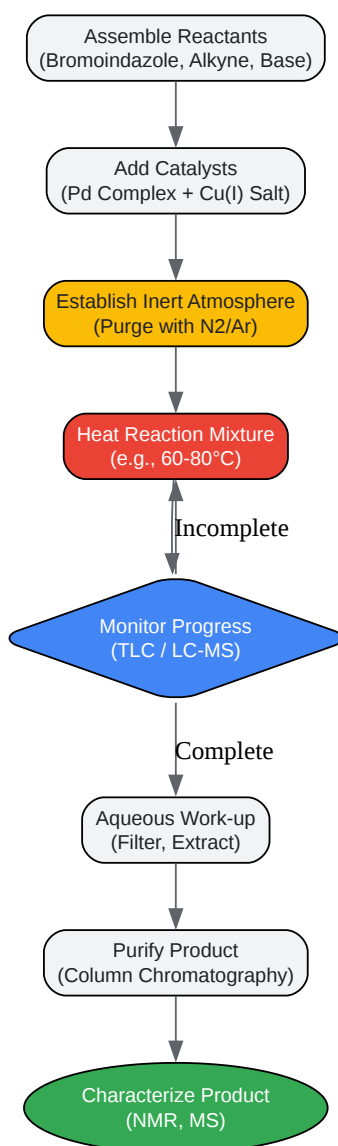 Assemble Reactants
(Bromoindazole, Alkyne, Base)
Add Catalysts
(Pd Complex + Cu(I) Salt)
Establish Inert Atmosphere
(Purge with N2/Ar)
Heat Reaction Mixture
(e.g., 60-80°C)
Incomplete
Monitor Progress
(TLC / LC-MS)
Complete
Aqueous Work-up
(Filter, Extract)
Purify Product
(Column Chromatography)
Characterize Product
(NMR, MS)